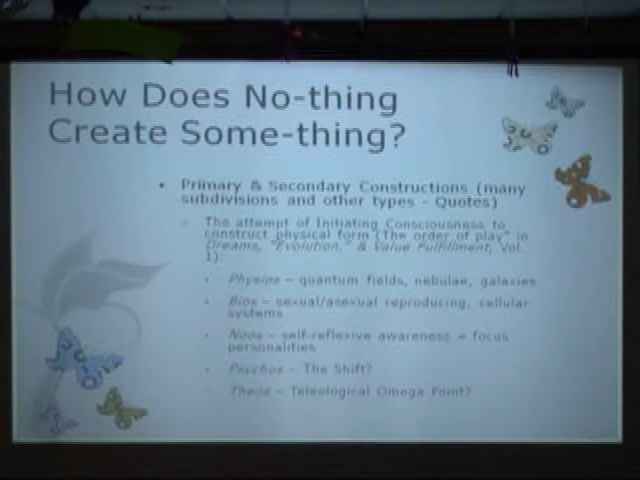 How Does No-thing
Create Some-thing?
• Primary & Secondary Constructions (many
subdivisions and other types - Quotes)
– The attempt of Initiating Consciousness to
construct physical form (The order of play" in
Dreams, "Evolution," & Value Fulfillment, Vol.
1):
• Physios – quantum fields, nebulae, galaxies
• Bios – sexual/asexual reproducing, cellular
systems
• Noos – self-reflexive awareness = focus
personalities
• Psychos – The Shift?
– Theos – Teleological Omega Point?